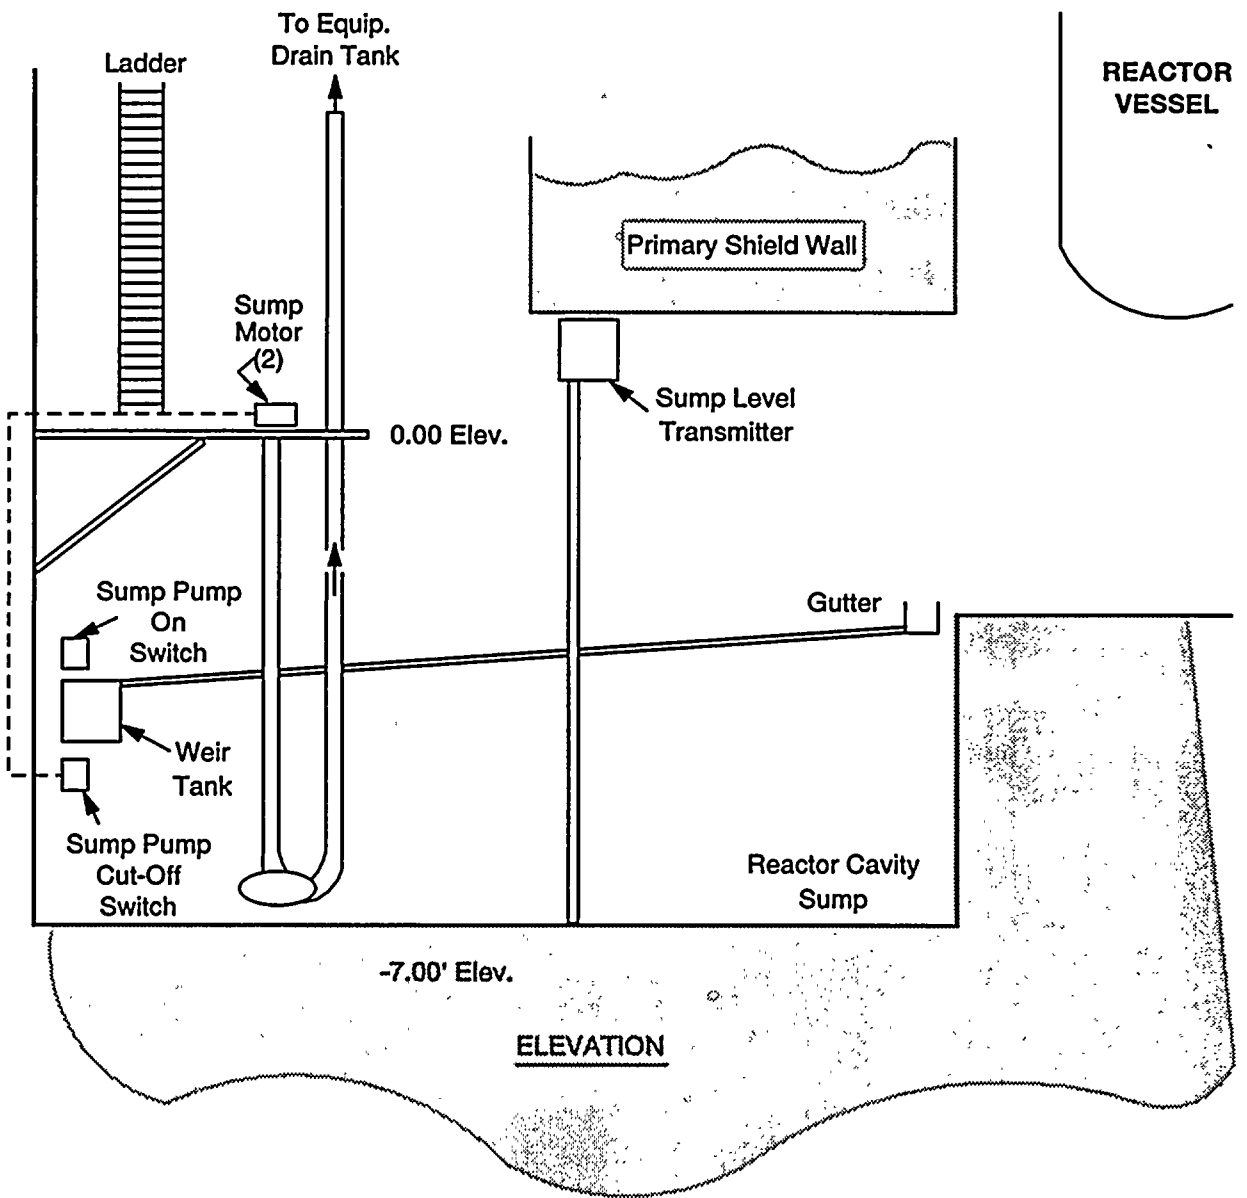 To Equip.
Drain Tank
Ladder
REACTOR
VESSEL
Primary Shield Wall
Sump
Motor
(2)
Sump Level
Transmitter
0.00 Elev.
Sump Pump
On
Switch
Gutter
Weir
Tank
Sump Pump
Cut-Off
Switch
Reactor Cavity
Sump
-7.00' Elev.
ELEVATION